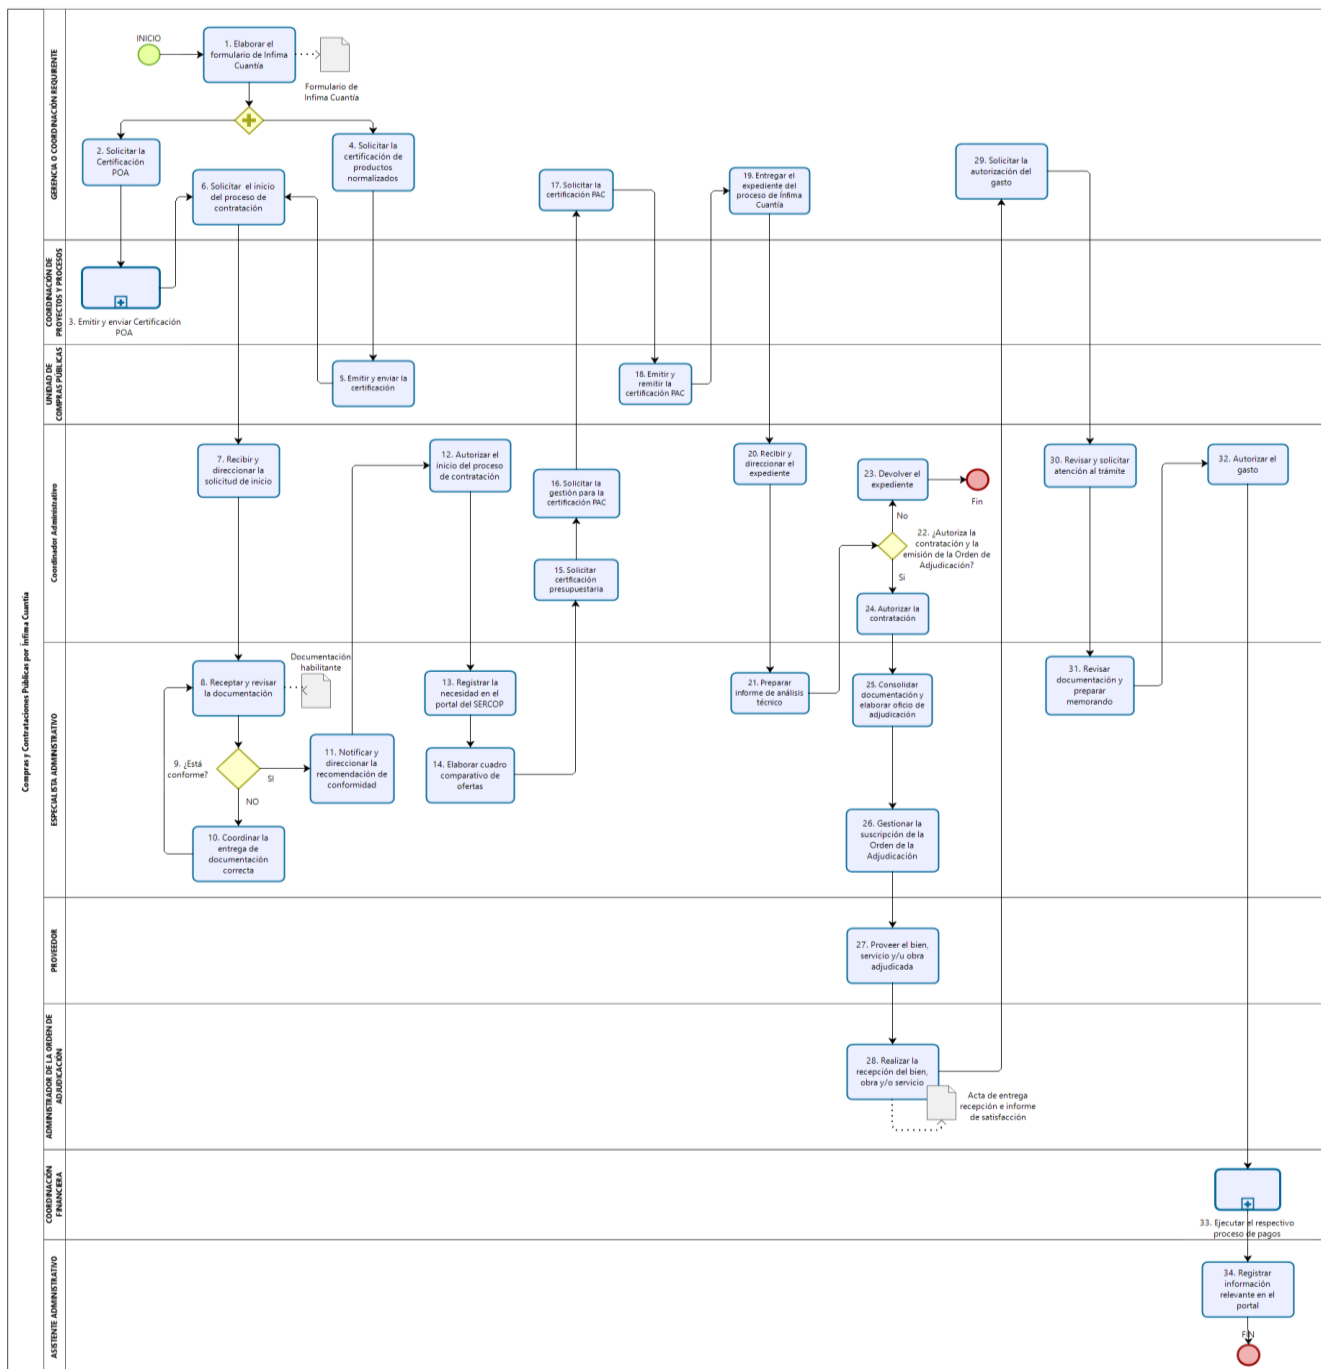 Compras y Contrataciones Públicas por Ínfima Cuantía
GERENCIA O COORDINACIÓN REQUIRENTE
INICIO
1. Elaborar el
formulario de Ínfima
Cuantía
Formulario de
Infima Cuantía
2. Solicitar la
Certificación
POA
4. Solicitar la
certificación de
productos
normalizados
6. Solicitar el inicio
del proceso de
contratación
17. Solicitar la
certificación PAC
19. Entregar el
expediente del
proceso de Ínfima
Cuantía
29. Solicitar la
autorización del
gasto
COORDINACIÓN DE
PROYECTOS Y PROCESOS
3. Emitir y enviar Certificación
POA
UNIDAD DE
COMPRAS PÚBLICAS
5. Emitir y enviar la
certificación
18. Emitir y
remitir la
certificación PAC
Coordinador Administrativo
7. Recibir y
direccionar la
solicitud de inicio
12. Autorizar el
inicio del proceso
de contratación
16. Solicitar la
gestión para la
certificación PAC
15. Solicitar
certficación
presupuestaria
20. Recibir y
direccionar el
expediente
23. Devolver el
expediente
Fin
No
22. ¿Autoriza la
contratación y la
emisión de la Orden de
Adjudicación?
Si
24. Autorizar la
contratación
30. Revisar y solicitar
atención al trámite
32. Autorizar el
gasto
ESPECIALISTA ADMINISTRATIVO
8. Receptar y revisar
la documentación
Documentación
habilitante
9. ¿Está
conforme?
SI
NO
10. Coordinar la
entrega de
documentación
correcta
11. Notificar y
direccionar la
recomendación de
conformidad
13. Registrar la
necesidad en el
portal del SERCOP
14. Elaborar cuadro
comparativo de
ofertas
21. Preparar
informe de análisis
técnico
25. Consolidar
documentación y
elaborar oficio de
adjudicación
26. Gestionar la
suscripción de la
Orden de la
Adjudicación
31. Revisar
documentación y
preparar
memorando
PROVEEDOR
27. Proveer el bien,
servicio y/u obra
adjudicada
ADMINISTRADOR DE LA ORDEN DE
ADJUDICACIÓN
28. Realizar la
recepción del bien,
obra y/o servicio
Acta de entrega
recepción e informe
de satisfacción
COORDINACIÓN
FINANCIERA
33. Ejecutar el respectivo
proceso de pagos
ASISTENTE ADMINISTRATIVO
34. Registrar
información
relevante en el
portal
FIN